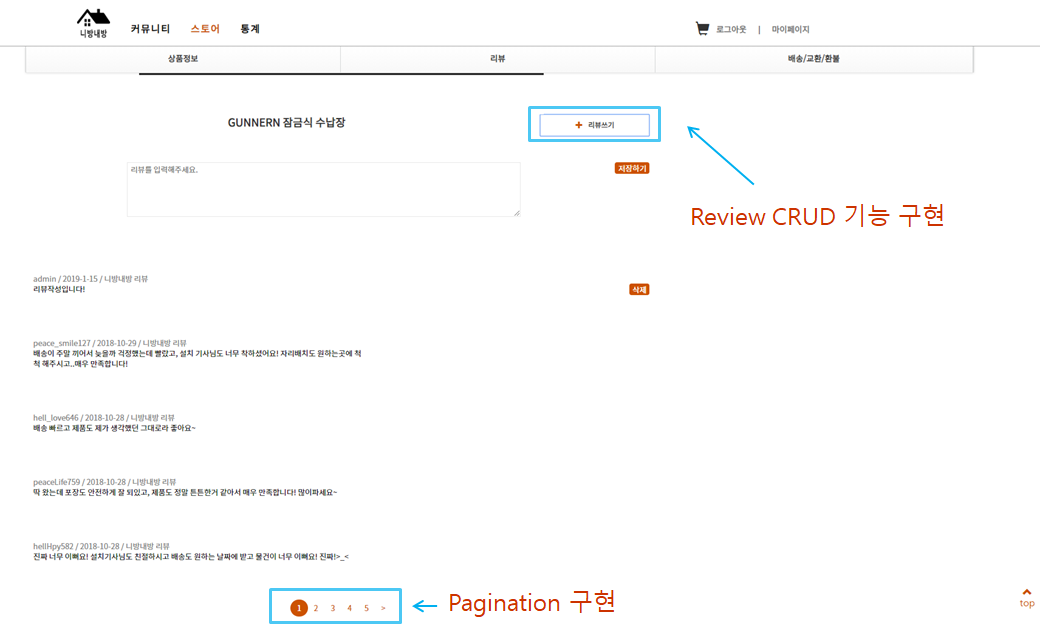 니방내방
커뮤니티 스토어 통계 로그아웃 | 마이페이지
상품정보 리뷰 배송/교환/환불
GUNNERN 잠금식 수납장
+ 리뷰쓰기
리뷰를 입력해주세요.
저장하기
Review CRUD 기능 구현
admin / 2019-1-15 / 니방내방 리뷰
리뷰작성입니다!
삭제
peace_smile127 / 2018-10-29 / 니방내방 리뷰
배송이 주말 끼어서 늦을까 걱정했는데 빨랐고, 설치 기사님도 너무 착하셨어요! 자리배치도 원하는곳에 척
척 해주시고..매우 만족합니다!
hell_love646 / 2018-10-28 / 니방내방 리뷰
배송 빠르고 제품도 제가 생각했던 그대로라 좋아요~
peaceLife759 / 2018-10-28 / 니방내방 리뷰
딱 왔는데 포장도 안전하게 잘 되있고, 제품도 정말 튼튼한거 같아서 매우 만족합니다! 많이파세요~
hellHpy582 / 2018-10-28 / 니방내방 리뷰
진짜 너무 이뻐요! 설치기사님도 친절하시고 배송도 원하는 날짜에 받고 물건이 너무 이뻐요! 진짜!>_<
1 2 3 4 5 >
Pagination 구현
top